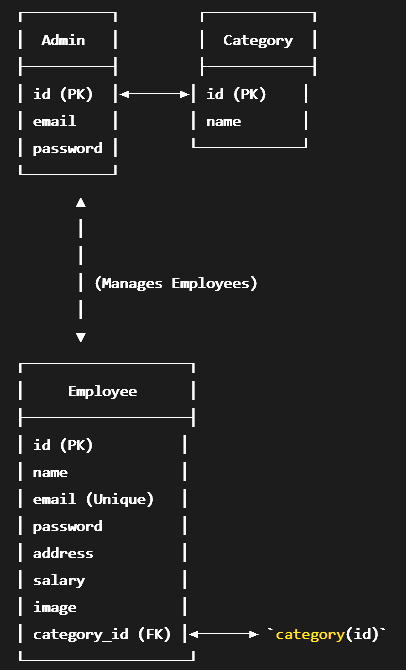 Admin Category
id (PK) id (PK)
email name
password
(Manages Employees)
Employee
id (PK)
name
email (Unique)
password
address
salary
image
category_id (FK) `category(id)`